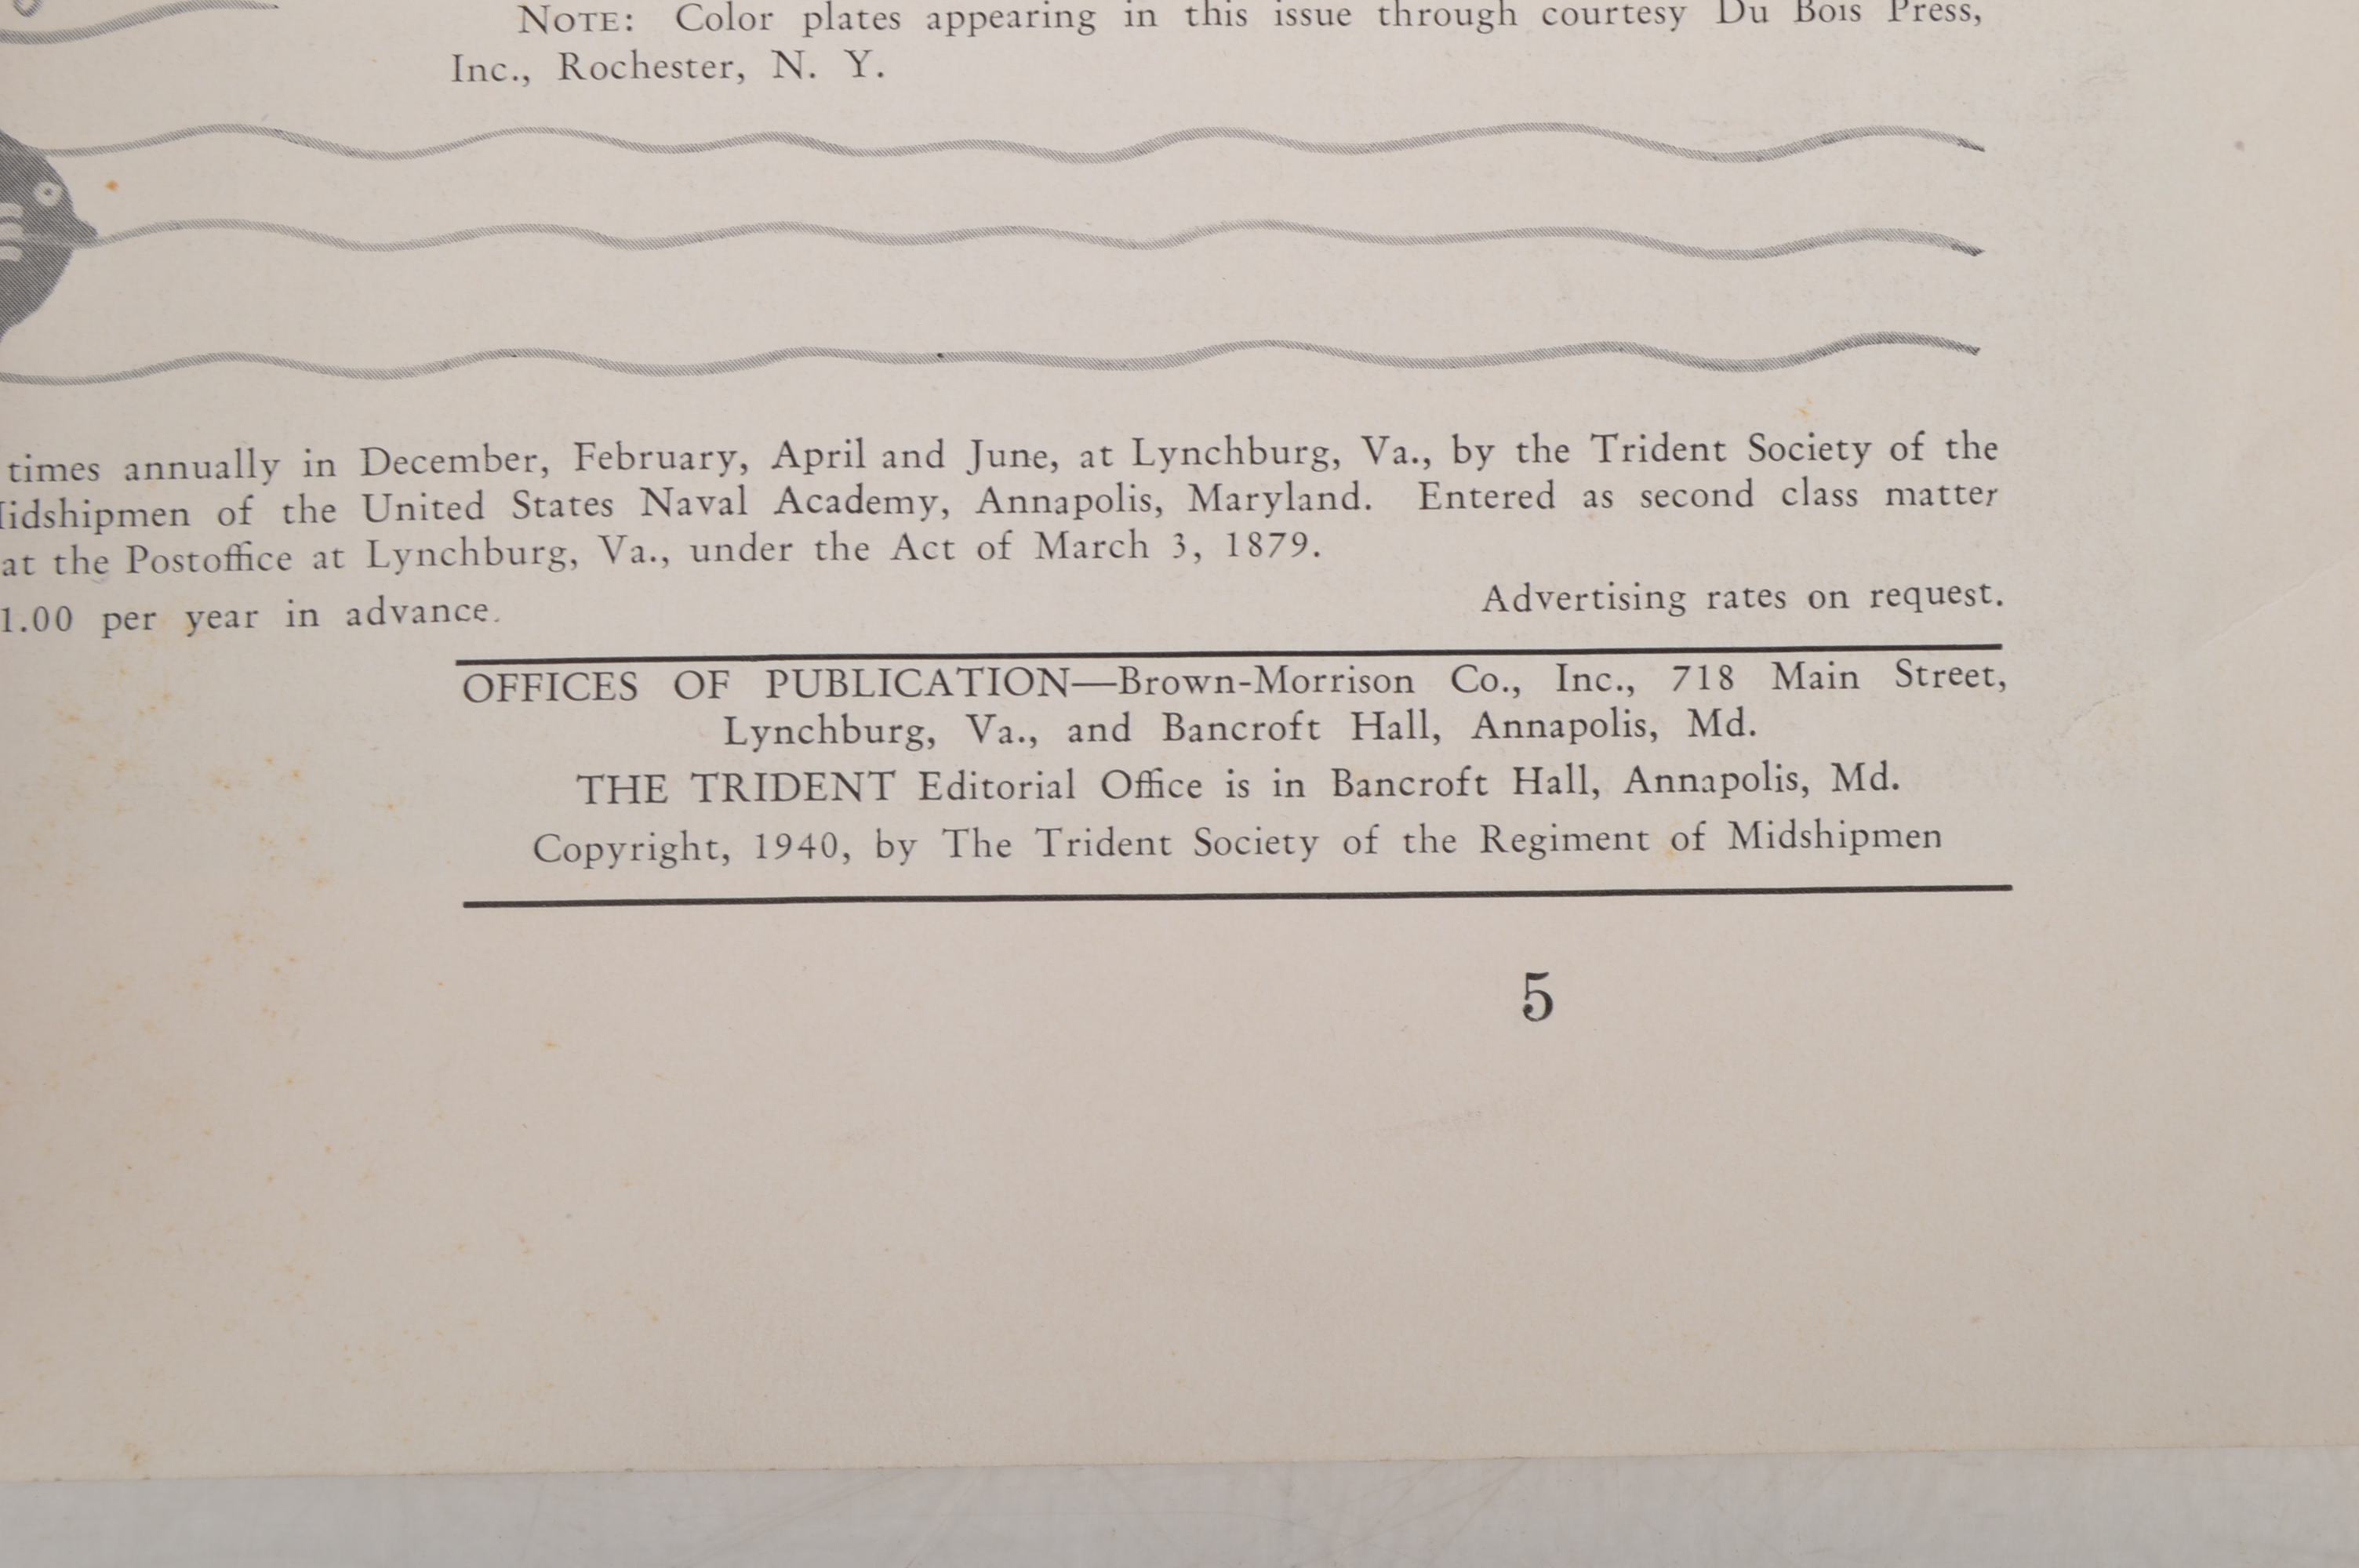 NOTE: Color plates appearing in this issue through courtesy Du Bois Press,
Inc., Rochester, N. Y.
times annually in December, February, April and June, at Lynchburg, Va., by the Trident Society of the
idshipmen of the United States Naval Academy, Annapolis, Maryland. Entered as second class matter
at the Postoffice at Lynchburg, Va., under the Act of March 3, 1879.
1.00 per year in advance.
Advertising rates on request.
OFFICES OF PUBLICATION—Brown-Morrison Co., Inc., 718 Main Street,
Lynchburg, Va., and Bancroft Hall, Annapolis, Md.
THE TRIDENT Editorial Office is in Bancroft Hall, Annapolis, Md.
Copyright, 1940, by The Trident Society of the Regiment of Midshipmen
5